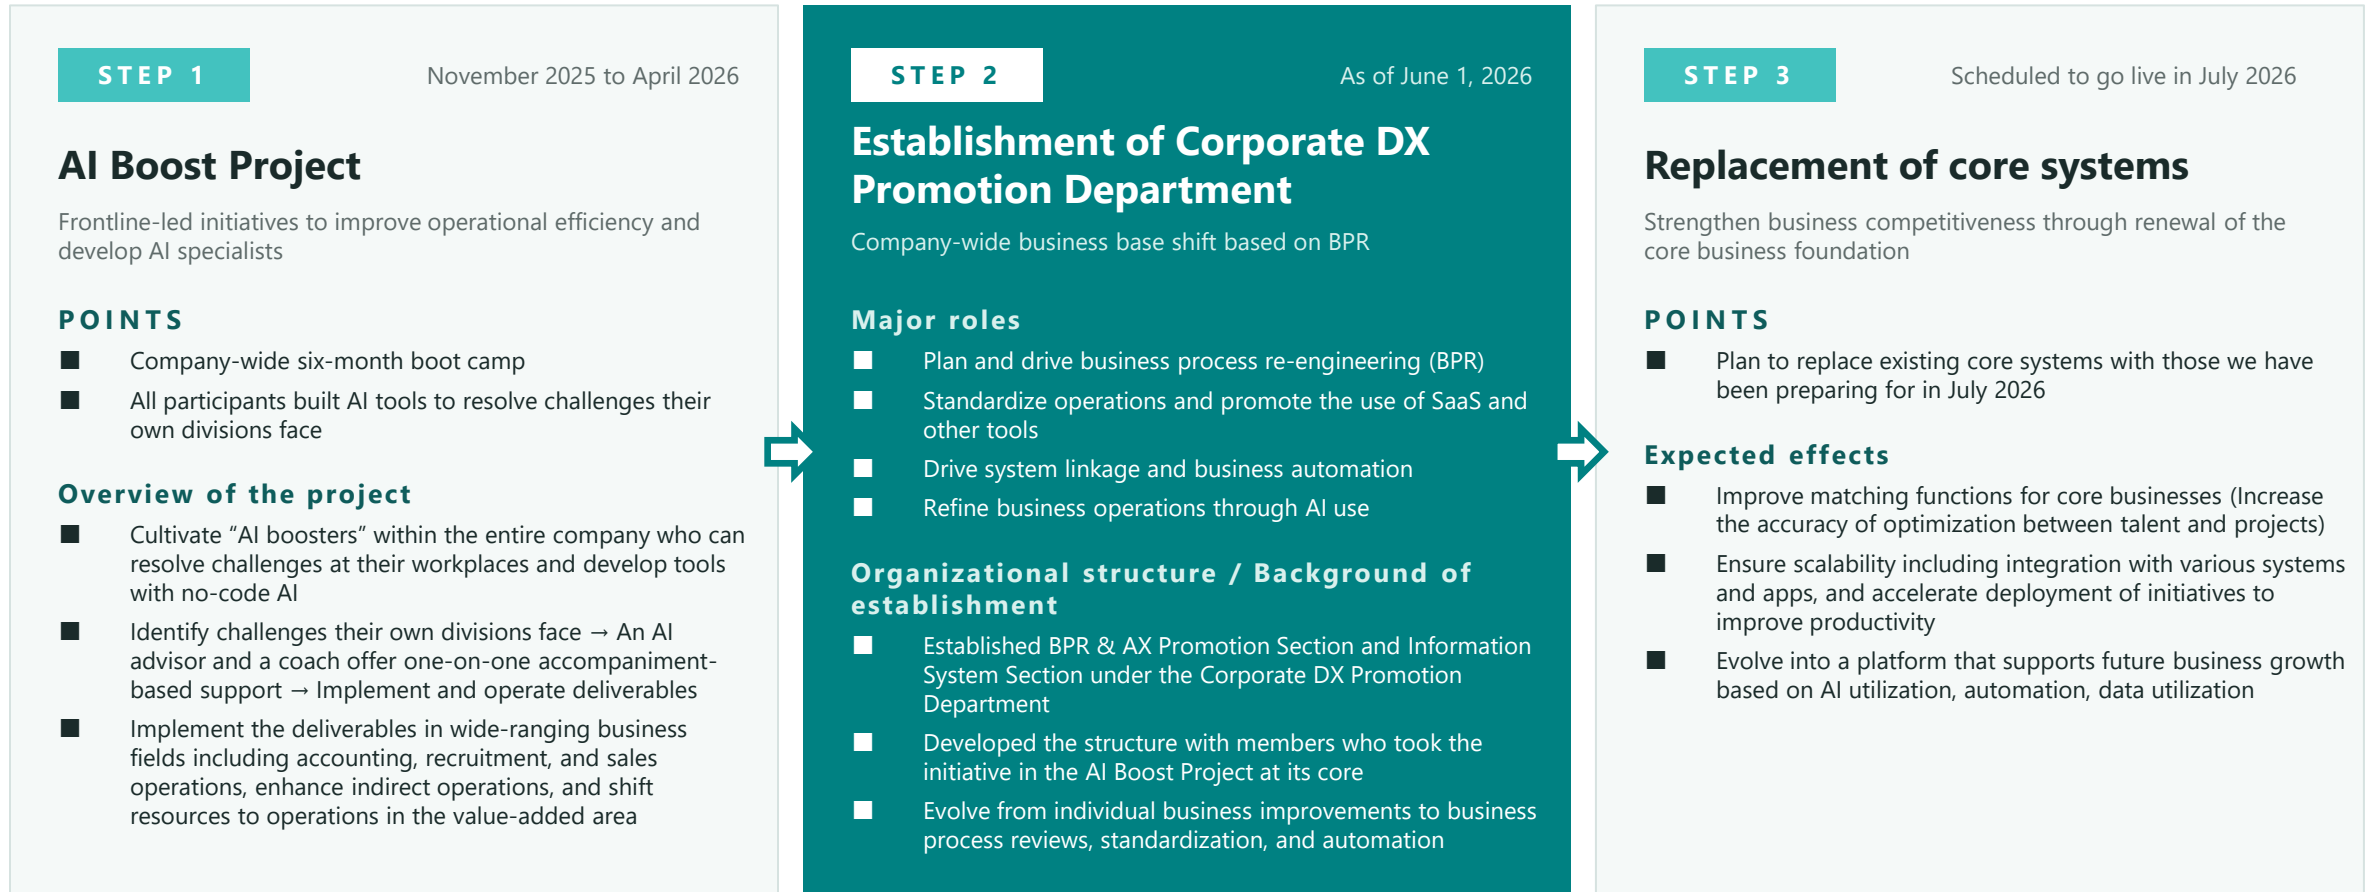 STEP 1
November 2025 to April 2026
AI Boost Project
Frontline-led initiatives to improve operational efficiency and
develop AI specialists
POINTS
■ Company-wide six-month boot camp
■ All participants built AI tools to resolve challenges their
own divisions face
Overview of the project
■ Cultivate “AI boosters” within the entire company who can
resolve challenges at their workplaces and develop tools
with no-code AI
■ Identify challenges their own divisions face → An AI
advisor and a coach offer one-on-one accompaniment-
based support → Implement and operate deliverables
■ Implement the deliverables in wide-ranging business
fields including accounting, recruitment, and sales
operations, enhance indirect operations, and shift
resources to operations in the value-added area
STEP 2
As of June 1, 2026
Establishment of Corporate DX
Promotion Department
Company-wide business base shift based on BPR
Major roles
■ Plan and drive business process re-engineering (BPR)
■ Standardize operations and promote the use of SaaS and
other tools
■ Drive system linkage and business automation
■ Refine business operations through AI use
Organizational structure / Background of
establishment
■ Established BPR & AX Promotion Section and Information
System Section under the Corporate DX Promotion
Department
■ Developed the structure with members who took the
initiative in the AI Boost Project at its core
■ Evolve from individual business improvements to business
process reviews, standardization, and automation
STEP 3
Scheduled to go live in July 2026
Replacement of core systems
Strengthen business competitiveness through renewal of the
core business foundation
POINTS
■ Plan to replace existing core systems with those we have
been preparing for in July 2026
Expected effects
■ Improve matching functions for core businesses (Increase
the accuracy of optimization between talent and projects)
■ Ensure scalability including integration with various systems
and apps, and accelerate deployment of initiatives to
improve productivity
■ Evolve into a platform that supports future business growth
based on AI utilization, automation, data utilization